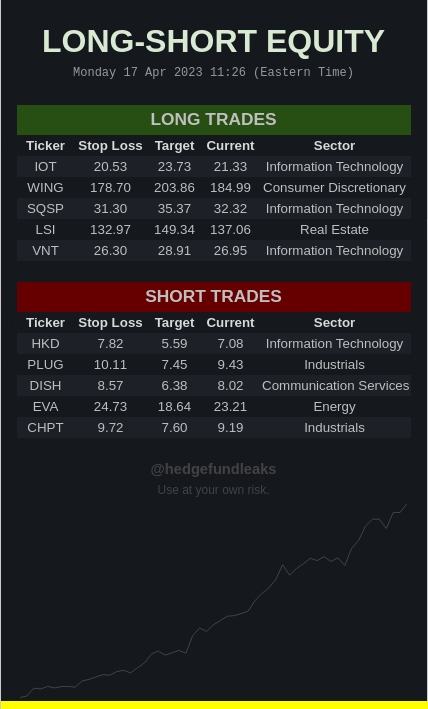 LONG-SHORT EQUITY
Monday 17 Apr 2023 11:26 (Eastern Time)
LONG TRADES
Ticker Stop Loss Target Current Sector
IOT 20.53 23.73 21.33 Information Technology
WING 178.70 203.86 184.99 Consumer Discretionary
SQSP 31.30 35.37 32.32 Information Technology
LSI 132.97 149.34 137.06 Real Estate
VNT 26.30 28.91 26.95 Information Technology
SHORT TRADES
Ticker Stop Loss Target Current Sector
HKD 7.82 5.59 7.08 Information Technology
PLUG 10.11 7.45 9.43 Industrials
DISH 8.57 6.38 8.02 Communication Services
EVA 24.73 18.64 23.21 Energy
CHPT 9.72 7.60 9.19 Industrials
@hedgefundleaks
Use at your own risk.